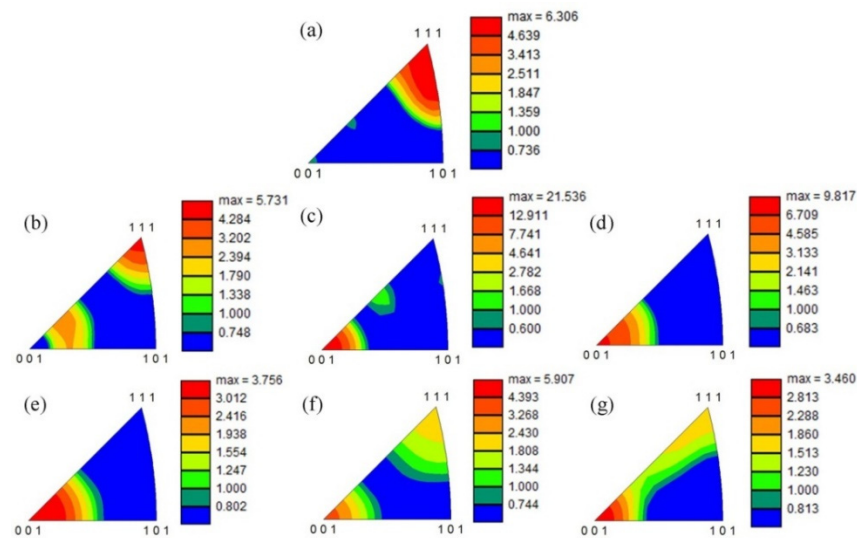 (a)
1 1 1
0 0 1
1 0 1
max = 6.306
4.639
3.413
2.511
1.847
1.359
1.000
0.736
(b)
1 1 1
0 0 1
1 0 1
max = 5.731
4.284
3.202
2.394
1.790
1.338
1.000
0.748
(c)
1 1 1
0 0 1
1 0 1
max = 21.536
12.911
7.741
4.641
2.782
1.668
1.000
0.600
(d)
1 1 1
0 0 1
1 0 1
max = 9.817
6.709
4.585
3.133
2.141
1.463
1.000
0.683
(e)
1 1 1
0 0 1
1 0 1
max = 3.756
3.012
2.416
1.938
1.554
1.247
1.000
0.802
(f)
1 1 1
0 0 1
1 0 1
max = 5.907
4.393
3.268
2.430
1.808
1.344
1.000
0.744
(g)
1 1 1
0 0 1
1 0 1
max = 3.460
2.813
2.288
1.860
1.513
1.230
1.000
0.813